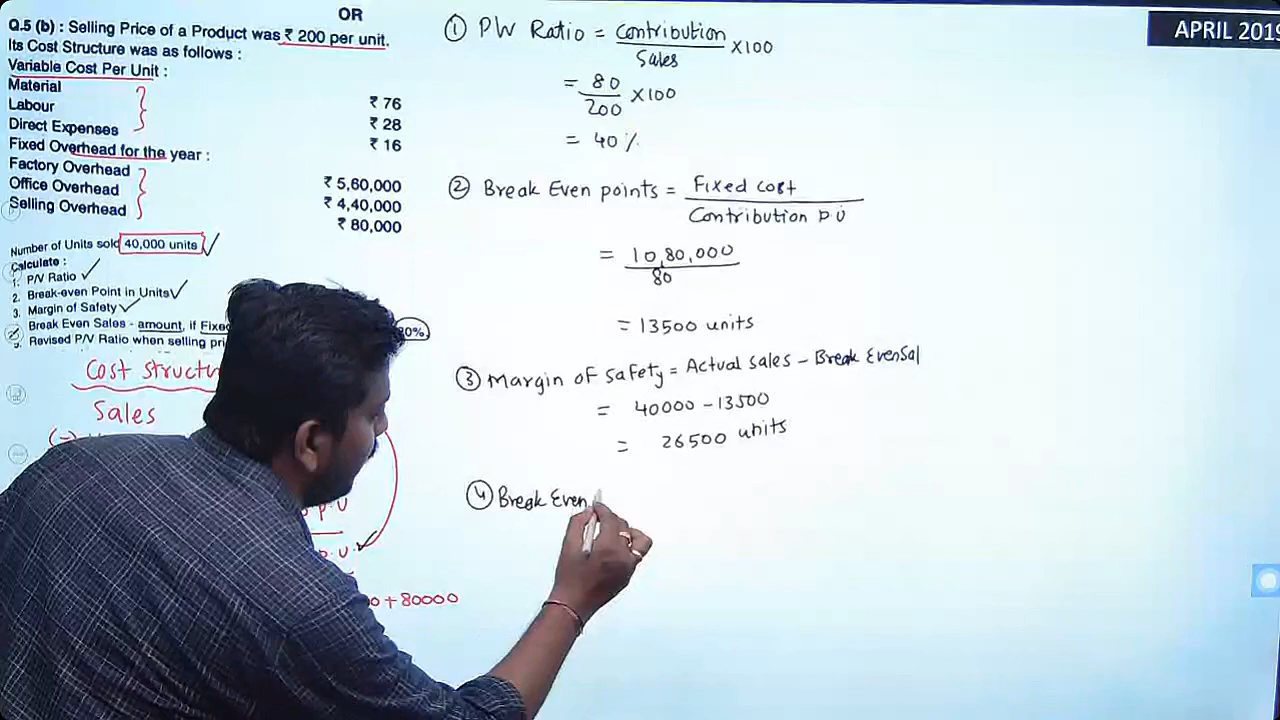 OR
Q.5 (b) : Selling Price of a Product was ₹ 200 per unit.
Its Cost Structure was as follows :
Variable Cost Per Unit :
Material ₹ 76
Labour ₹ 28
Direct Expenses ₹ 16
Fixed Overhead for the year :
Factory Overhead ₹ 5,60,000
Office Overhead ₹ 4,40,000
Selling Overhead ₹ 80,000
Number of Units sold 40,000 units
Calculate :
1. P/V Ratio
2. Break-even Point in Units
3. Margin of Safety
Break Even Sales - amount, if Fixed
Revised P/V Ratio when selling pri
Cost structu
Sales
(-)
p.u
p.u.
0+80000
APRIL 2019
① PV Ratio = contribution
Sales ×100
= 80
200 ×100
= 40%
② Break Even points = Fixed cost
Contribution p u
= 10,80,000
80
= 13500 units
③ Margin of safety = Actual sales - Break Even Sal
= 40000 - 13500
= 26500 units
④ Break Even